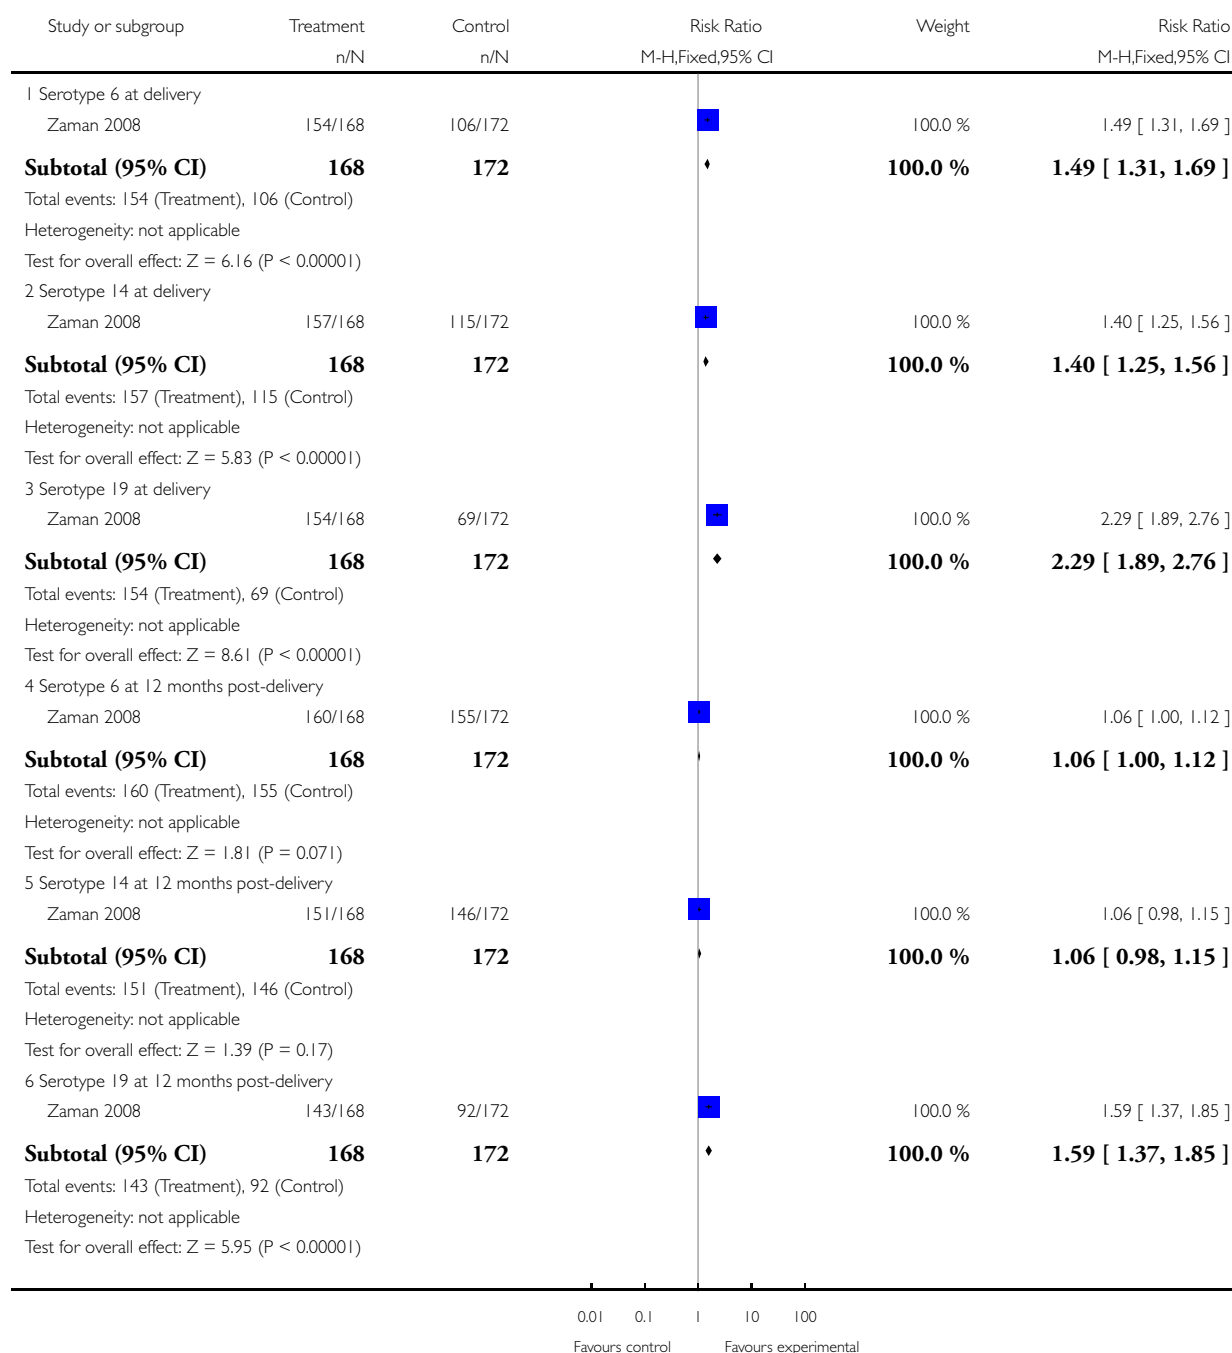 Study or subgroup Treatment Control Risk Ratio Weight Risk Ratio
n/N n/N M-H,Fixed,95% CI M-H,Fixed,95% CI
1 Serotype 6 at delivery
Zaman 2008 154/168 106/172 100.0 % 1.49 [ 1.31, 1.69 ]
Subtotal (95% CI) 168 172 100.0 % 1.49 [ 1.31, 1.69 ]
Total events: 154 (Treatment), 106 (Control)
Heterogeneity: not applicable
Test for overall effect: Z = 6.16 (P < 0.00001)
2 Serotype 14 at delivery
Zaman 2008 157/168 115/172 100.0 % 1.40 [ 1.25, 1.56 ]
Subtotal (95% CI) 168 172 100.0 % 1.40 [ 1.25, 1.56 ]
Total events: 157 (Treatment), 115 (Control)
Heterogeneity: not applicable
Test for overall effect: Z = 5.83 (P < 0.00001)
3 Serotype 19 at delivery
Zaman 2008 154/168 69/172 100.0 % 2.29 [ 1.89, 2.76 ]
Subtotal (95% CI) 168 172 100.0 % 2.29 [ 1.89, 2.76 ]
Total events: 154 (Treatment), 69 (Control)
Heterogeneity: not applicable
Test for overall effect: Z = 8.61 (P < 0.00001)
4 Serotype 6 at 12 months post-delivery
Zaman 2008 160/168 155/172 100.0 % 1.06 [ 1.00, 1.12 ]
Subtotal (95% CI) 168 172 100.0 % 1.06 [ 1.00, 1.12 ]
Total events: 160 (Treatment), 155 (Control)
Heterogeneity: not applicable
Test for overall effect: Z = 1.81 (P = 0.071)
5 Serotype 14 at 12 months post-delivery
Zaman 2008 151/168 146/172 100.0 % 1.06 [ 0.98, 1.15 ]
Subtotal (95% CI) 168 172 100.0 % 1.06 [ 0.98, 1.15 ]
Total events: 151 (Treatment), 146 (Control)
Heterogeneity: not applicable
Test for overall effect: Z = 1.39 (P = 0.17)
6 Serotype 19 at 12 months post-delivery
Zaman 2008 143/168 92/172 100.0 % 1.59 [ 1.37, 1.85 ]
Subtotal (95% CI) 168 172 100.0 % 1.59 [ 1.37, 1.85 ]
Total events: 143 (Treatment), 92 (Control)
Heterogeneity: not applicable
Test for overall effect: Z = 5.95 (P < 0.00001)
0.01 0.1 1 10 100
Favours control Favours experimental